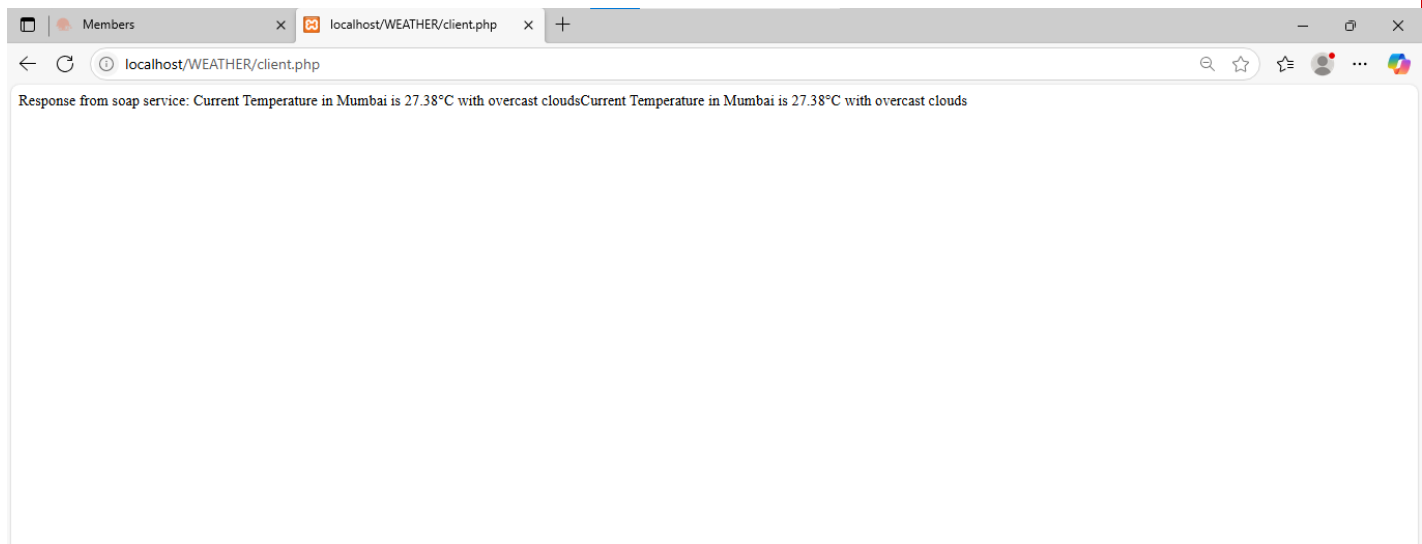 Members
localhost/WEATHER/client.php
localhost/WEATHER/client.php
Response from soap service: Current Temperature in Mumbai is 27.38°C with overcast cloudsCurrent Temperature in Mumbai is 27.38°C with overcast clouds